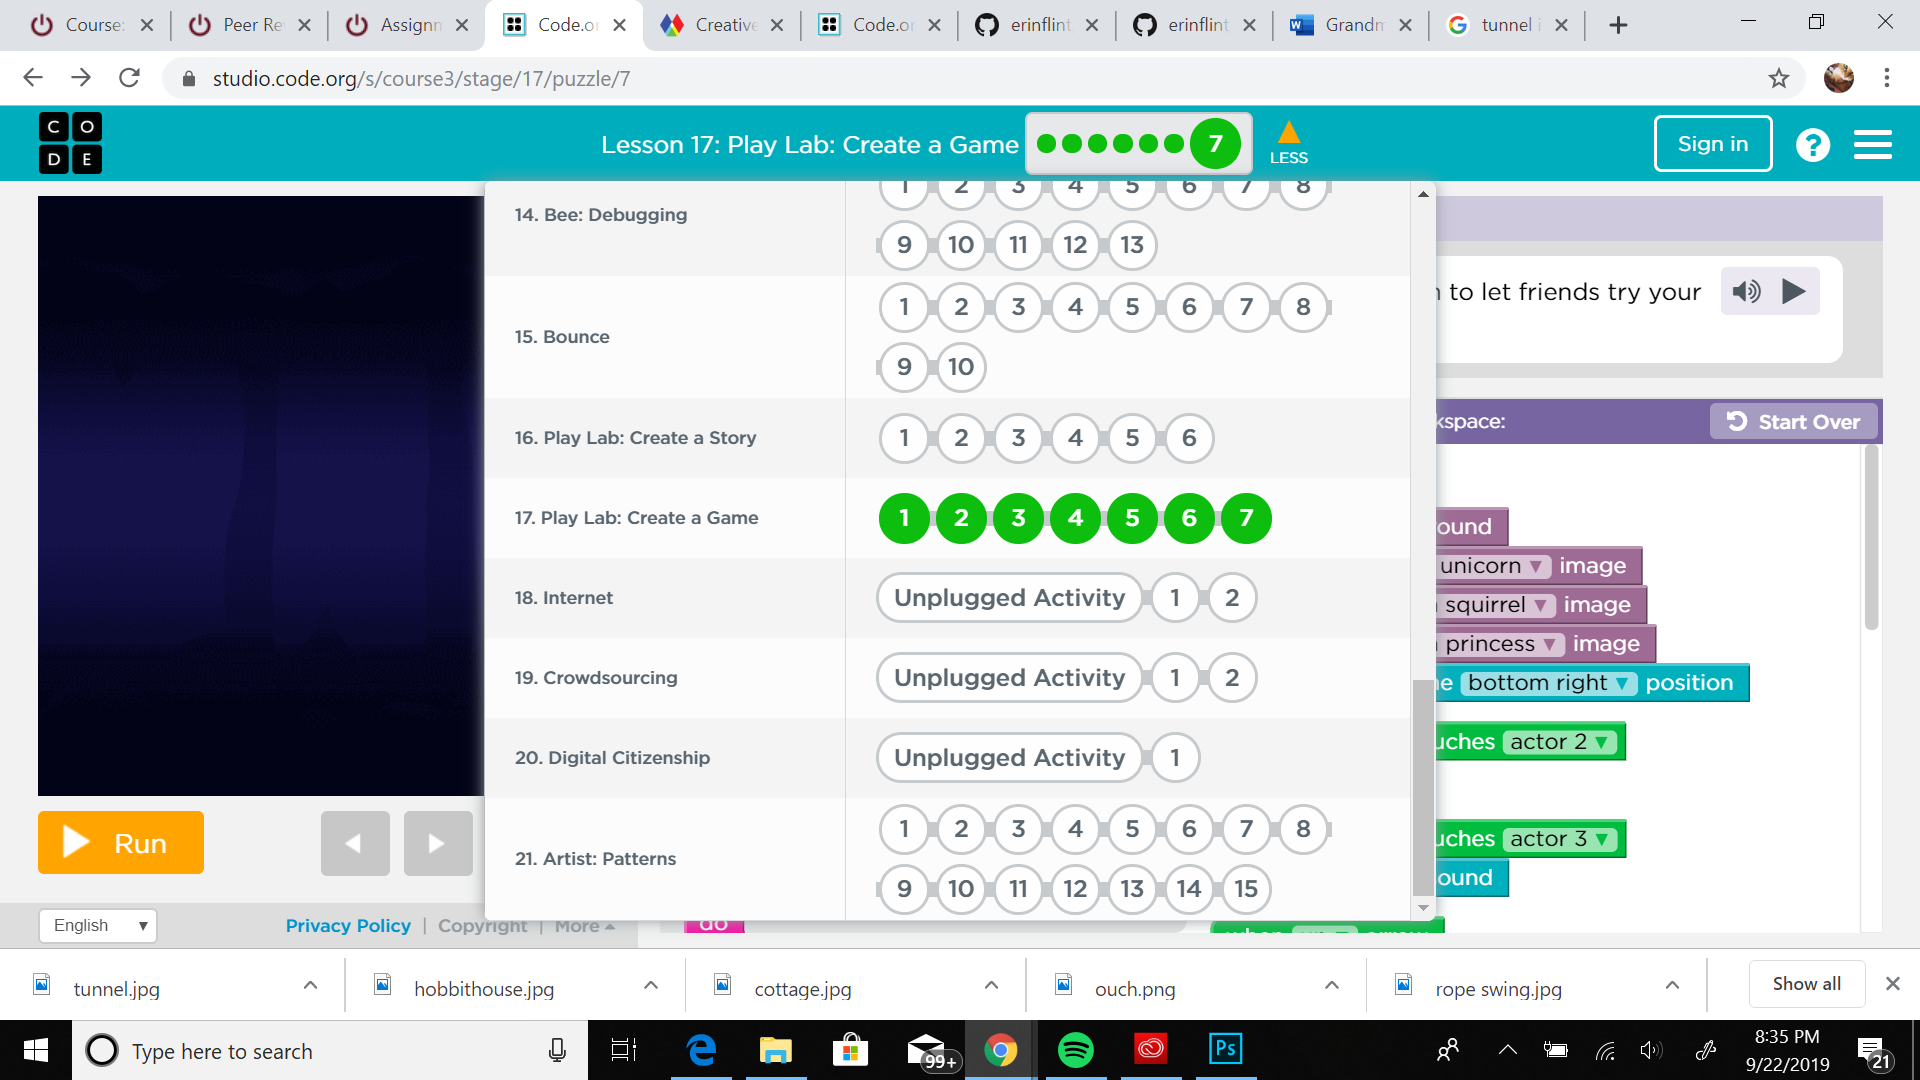 Course:
Peer Re
Assignm
Code.or
Creative
Code.or
erinflint
erinflint
Grandm
tunnel i
studio.code.org/s/course3/stage/17/puzzle/7
C O
D E
Lesson 17: Play Lab: Create a Game
7
LESS
Sign in
?
14. Bee: Debugging
1 2 3 4 5 6 7 8
9 10 11 12 13
15. Bounce
1 2 3 4 5 6 7 8
9 10
16. Play Lab: Create a Story
1 2 3 4 5 6
17. Play Lab: Create a Game
1 2 3 4 5 6 7
18. Internet
Unplugged Activity 1 2
19. Crowdsourcing
Unplugged Activity 1 2
20. Digital Citizenship
Unplugged Activity 1
21. Artist: Patterns
1 2 3 4 5 6 7 8
9 10 11 12 13 14 15
to let friends try your
kspace:
Start Over
ound
unicorn image
squirrel image
princess image
bottom right position
uches actor 2
uches actor 3
ound
do
Run
English
Privacy Policy | Copyright | More
tunnel.jpg
hobbithouse.jpg
cottage.jpg
ouch.png
rope swing.jpg
Show all
Type here to search
99+
Ps
8:35 PM
9/22/2019
21